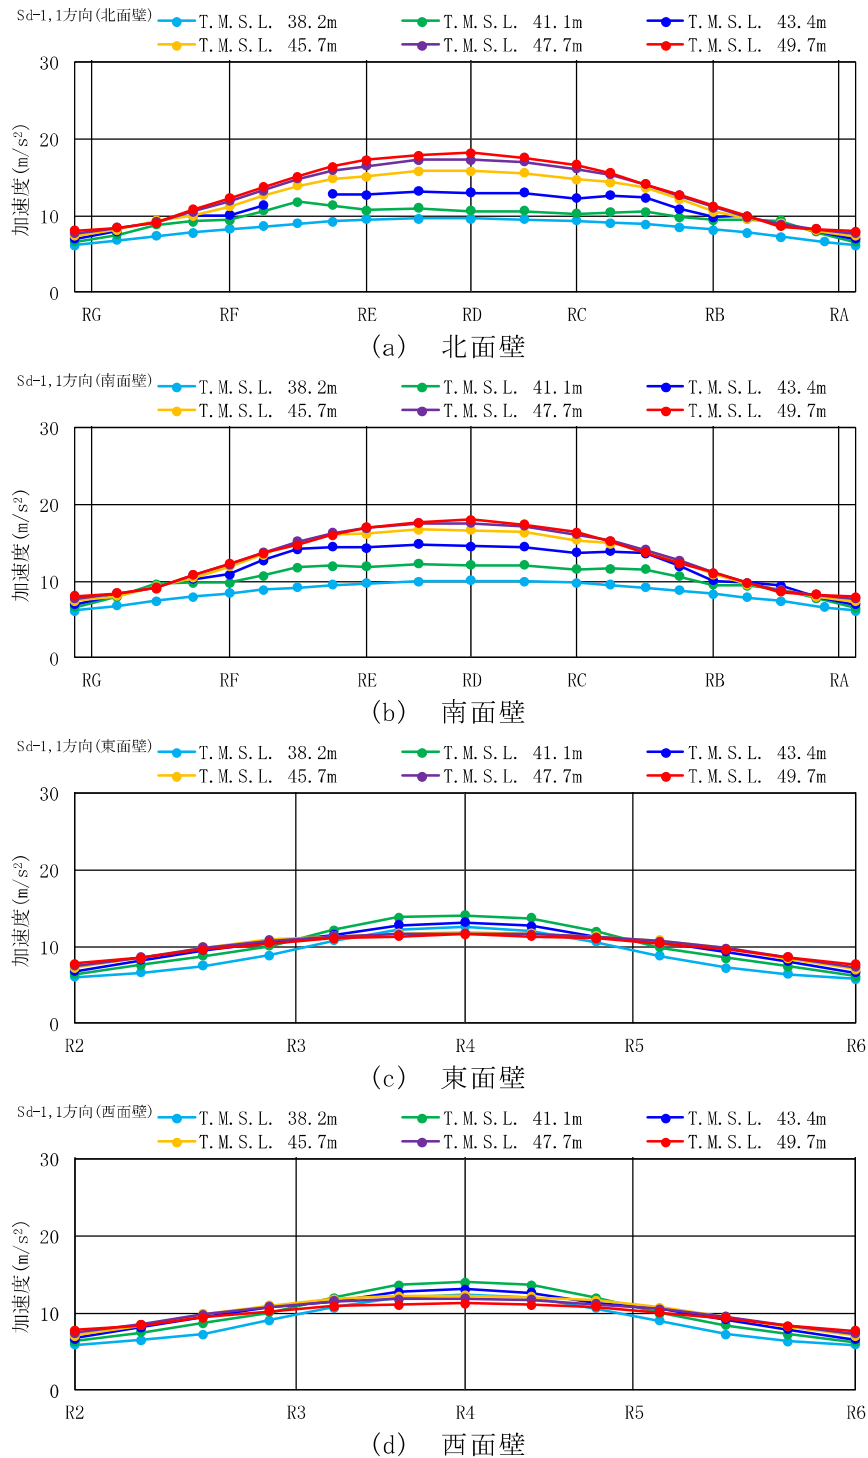 Sd-1,1方向(北面壁) T.M.S.L. 38.2m T.M.S.L. 41.1m T.M.S.L. 43.4m
T.M.S.L. 45.7m T.M.S.L. 47.7m T.M.S.L. 49.7m
加速度(m/s²)
30
20
10
0
RG RF RE RD RC RB RA
(a) 北面壁
Sd-1,1方向(南面壁) T.M.S.L. 38.2m T.M.S.L. 41.1m T.M.S.L. 43.4m
T.M.S.L. 45.7m T.M.S.L. 47.7m T.M.S.L. 49.7m
加速度(m/s²)
30
20
10
0
RG RF RE RD RC RB RA
(b) 南面壁
Sd-1,1方向(東面壁) T.M.S.L. 38.2m T.M.S.L. 41.1m T.M.S.L. 43.4m
T.M.S.L. 45.7m T.M.S.L. 47.7m T.M.S.L. 49.7m
加速度(m/s²)
30
20
10
0
R2 R3 R4 R5 R6
(c) 東面壁
Sd-1,1方向(西面壁) T.M.S.L. 38.2m T.M.S.L. 41.1m T.M.S.L. 43.4m
T.M.S.L. 45.7m T.M.S.L. 47.7m T.M.S.L. 49.7m
加速度(m/s²)
30
20
10
0
R2 R3 R4 R5 R6
(d) 西面壁